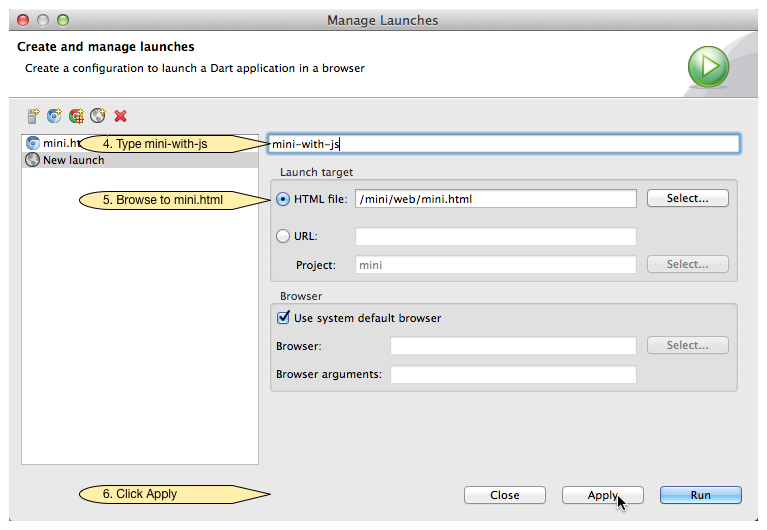 Manage Launches
Create and manage launches
Create a configuration to launch a Dart application in a browser
mini.ht
4. Type mini-with-js
mini-with-js
New launch
Launch target
5. Browse to mini.html
HTML file:
/mini/web/mini.html
Select...
URL:
Project:
mini
Select...
Browser
Use system default browser
Browser:
Select...
Browser arguments:
6. Click Apply
Close
Apply
Run